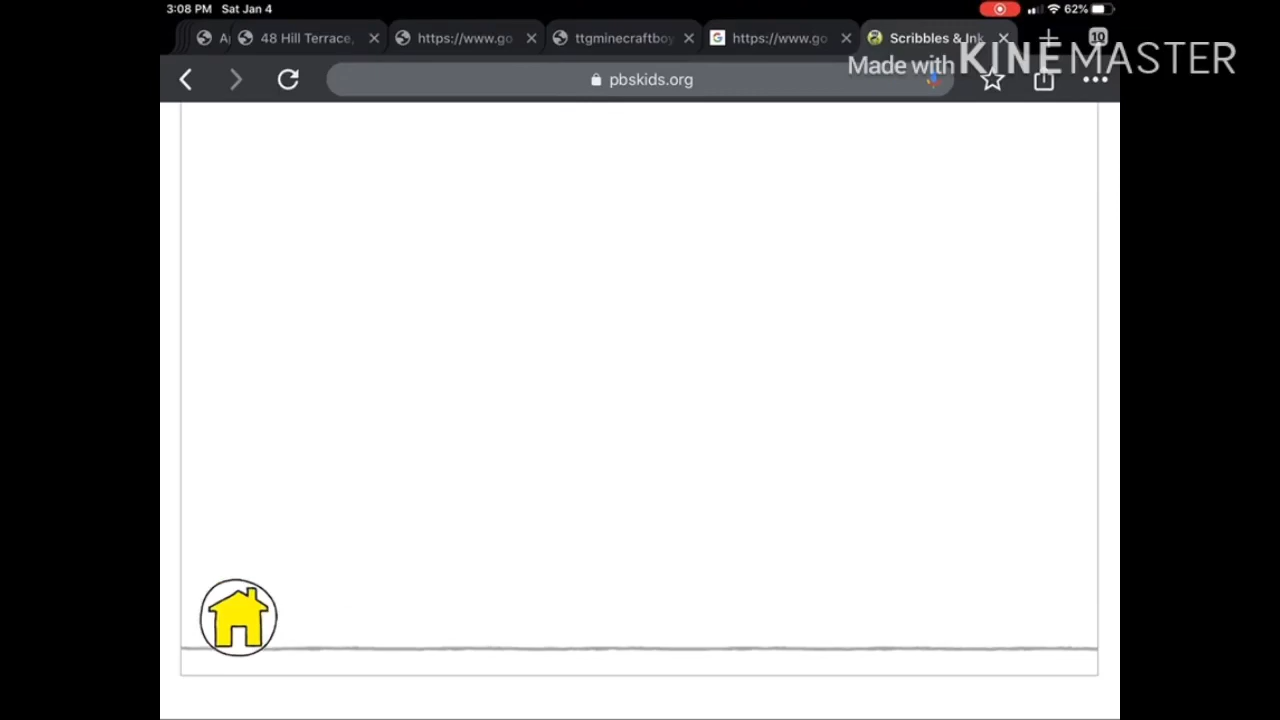 3:08 PM Sat Jan 4 62%
A 48 Hill Terrace, https://www.go ttgminecraftboy https://www.go Scribbles & Ink 10
Made with KINEMASTER
pbskids.org